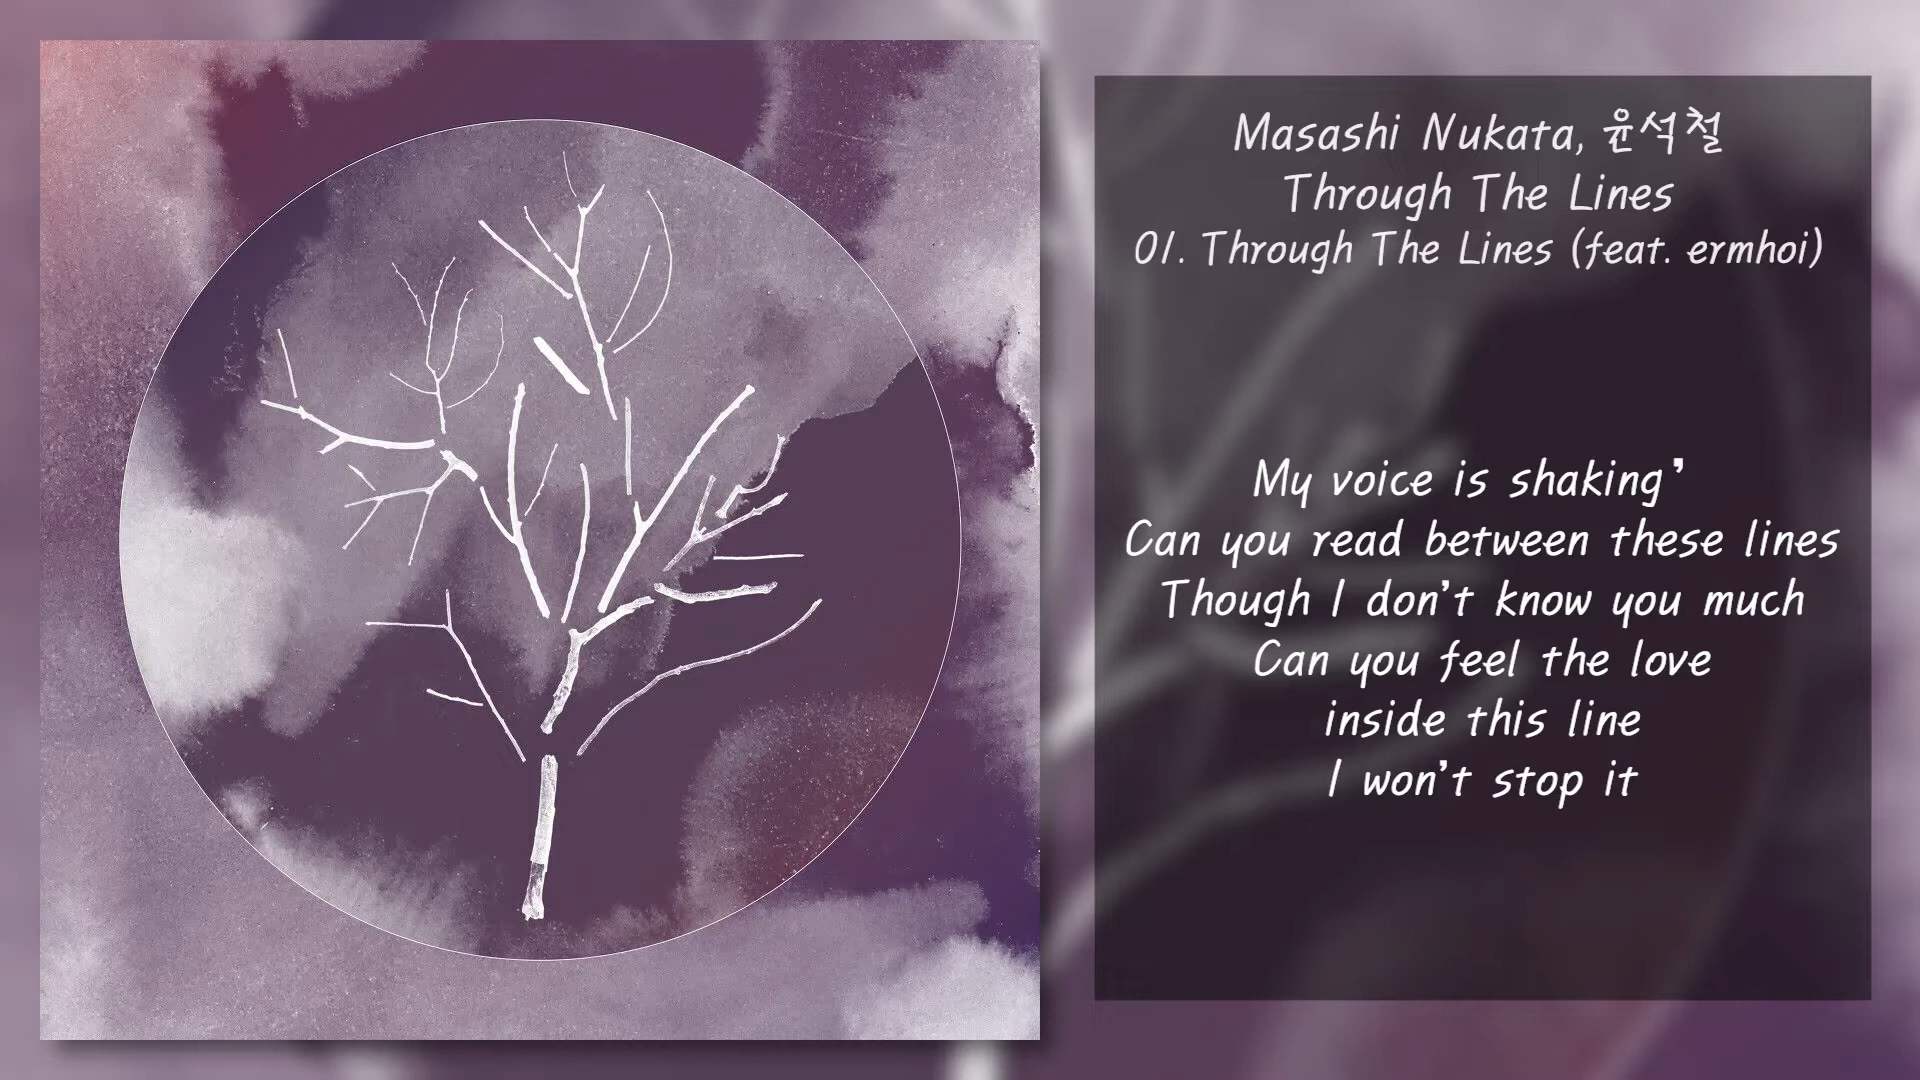 Masashi Nukata, 윤석철
Through The Lines
01. Through The Lines (feat. ermhoi)
My voice is shaking’
Can you read between these lines
Though I don’t know you much
Can you feel the love
inside this line
I won’t stop it